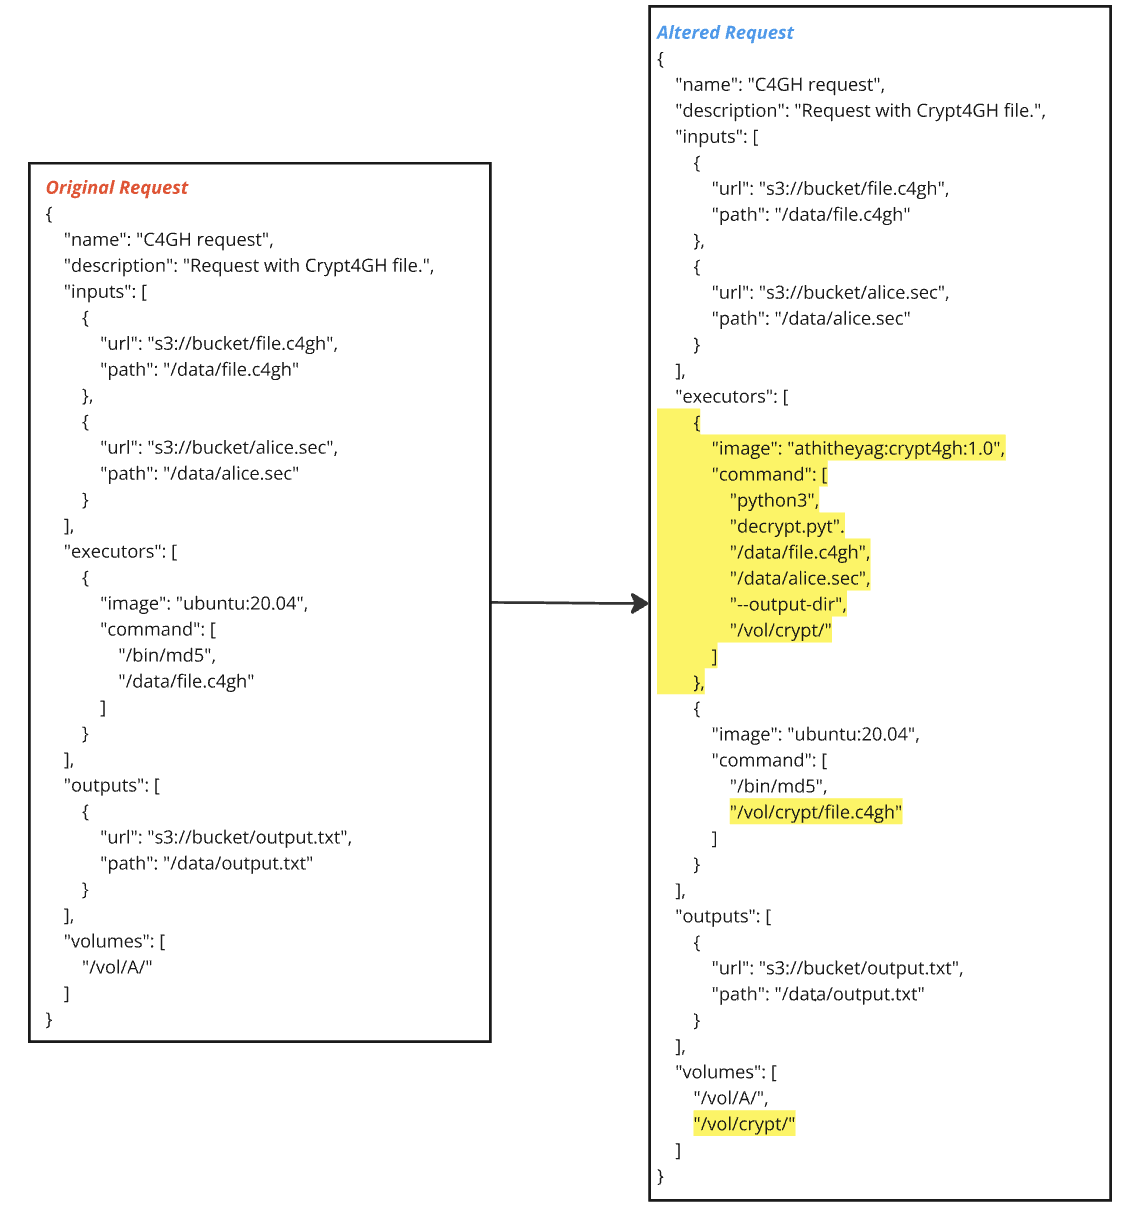 Original Request
{
    "name": "C4GH request",
    "description": "Request with Crypt4GH file.",
    "inputs": [
        {
            "url": "s3://bucket/file.c4gh",
            "path": "/data/file.c4gh"
        },
        {
            "url": "s3://bucket/alice.sec",
            "path": "/data/alice.sec"
        }
    ],
    "executors": [
        {
            "image": "ubuntu:20.04",
            "command": [
                "/bin/md5",
                "/data/file.c4gh"
            ]
        }
    ],
    "outputs": [
        {
            "url": "s3://bucket/output.txt",
            "path": "/data/output.txt"
        }
    ],
    "volumes": [
        "/vol/A/"
    ]
}
Altered Request
{
    "name": "C4GH request",
    "description": "Request with Crypt4GH file.",
    "inputs": [
        {
            "url": "s3://bucket/file.c4gh",
            "path": "/data/file.c4gh"
        },
        {
            "url": "s3://bucket/alice.sec",
            "path": "/data/alice.sec"
        }
    ],
    "executors": [
        {
            "image": "athitheyag:crypt4gh:1.0",
            "command": [
                "python3",
                "decrypt.pyt".
                "/data/file.c4gh",
                "/data/alice.sec",
                "--output-dir",
                "/vol/crypt/"
            ]
        },
        {
            "image": "ubuntu:20.04",
            "command": [
                "/bin/md5",
                "/vol/crypt/file.c4gh"
            ]
        }
    ],
    "outputs": [
        {
            "url": "s3://bucket/output.txt",
            "path": "/data/output.txt"
        }
    ],
    "volumes": [
        "/vol/A/",
        "/vol/crypt/"
    ]
}